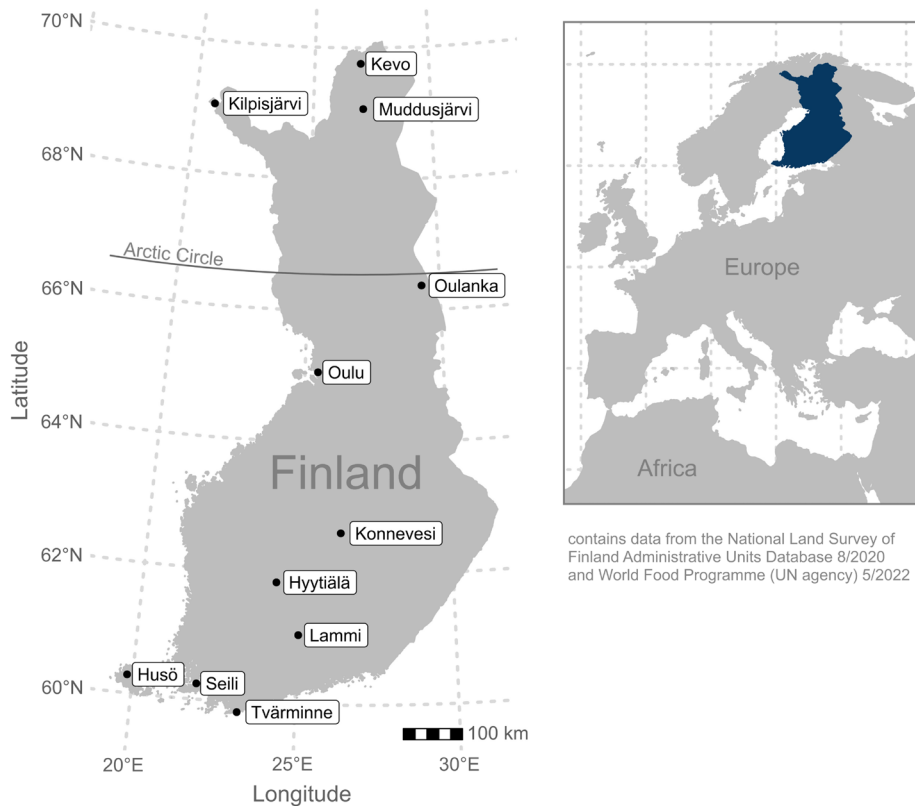 70°N
Kevo
Kilpisjärvi
Muddusjärvi
68°N
Arctic Circle
66°N
Oulanka
Oulu
64°N
Latitude
Finland
Konnevesi
62°N
Hyytiälä
Lammi
Husö
Seili
60°N
Tvärminne
100 km
20°E
25°E
30°E
Longitude
Europe
Africa
contains data from the National Land Survey of
Finland Administrative Units Database 8/2020
and World Food Programme (UN agency) 5/2022